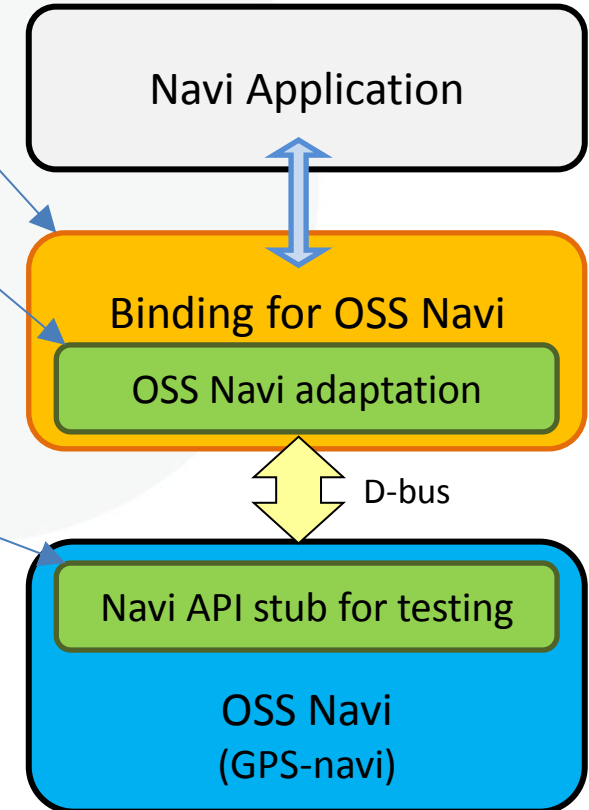 Navi Application
Binding for OSS Navi
OSS Navi adaptation
D-bus
Navi API stub for testing
OSS Navi
(GPS-navi)